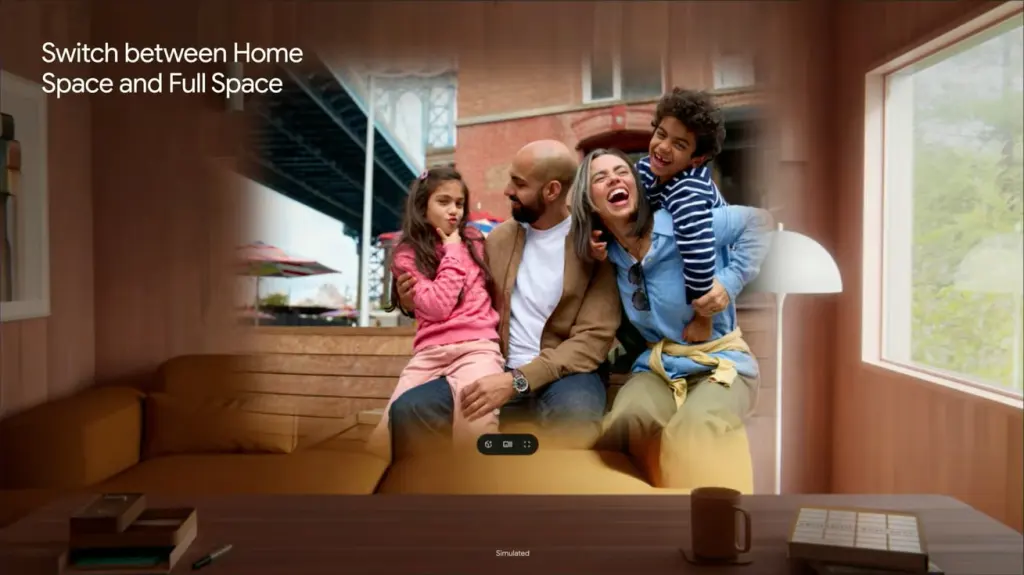 Switch between Home
Space and Full Space
Simulated